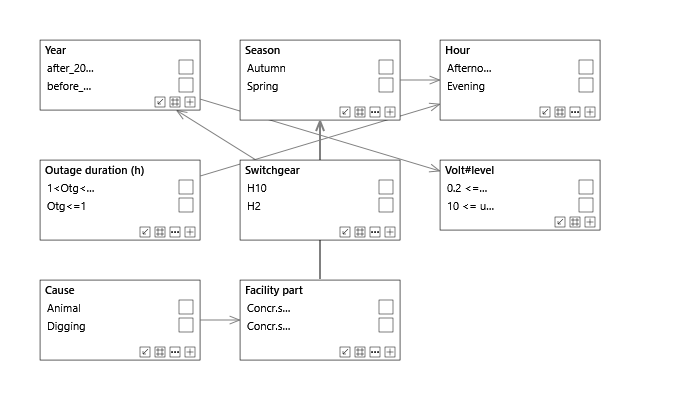 Year
after_20...
before_...
Season
Autumn
Spring
Hour
Afterno...
Evening
Outage duration (h)
1<Otg<...
Otg<=1
Switchgear
H10
H2
Volt#level
0.2 <=...
10 <= u...
Cause
Animal
Digging
Facility part
Concr.s...
Concr.s...